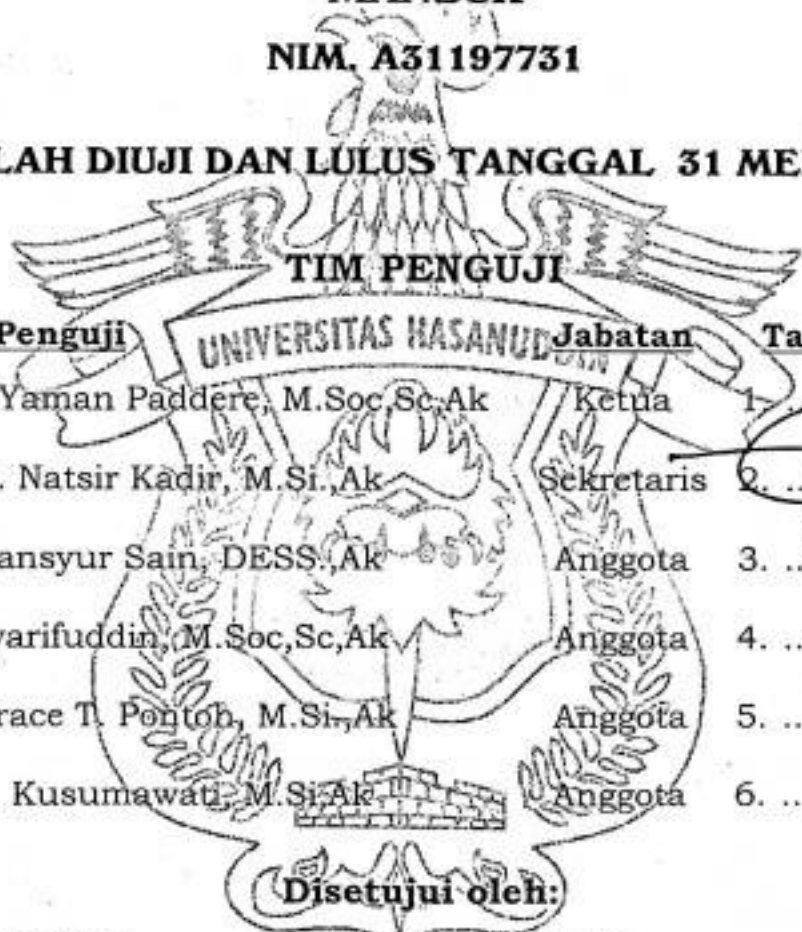 NIM. A31197731
LAH DIUJI DAN LULUS TANGGAL 31 ME
TIM PENGUJI
UNIVERSITAS HASANUDDIN
Penguji Jabatan Ta
Yaman Paddere, M.Soc,Sc,Ak Ketua 1. ..
. Natsir Kadir, M.Si.,Ak Sekretaris 2. ..
ansyur Sain, DESS.,Ak Anggota 3. ..
arifuddin, M.Soc,Sc,Ak Anggota 4. ..
race T. Pontoh, M.Si.,Ak Anggota 5. ..
Kusumawati, M.Si,Ak Anggota 6. ..
Disetujui oleh: